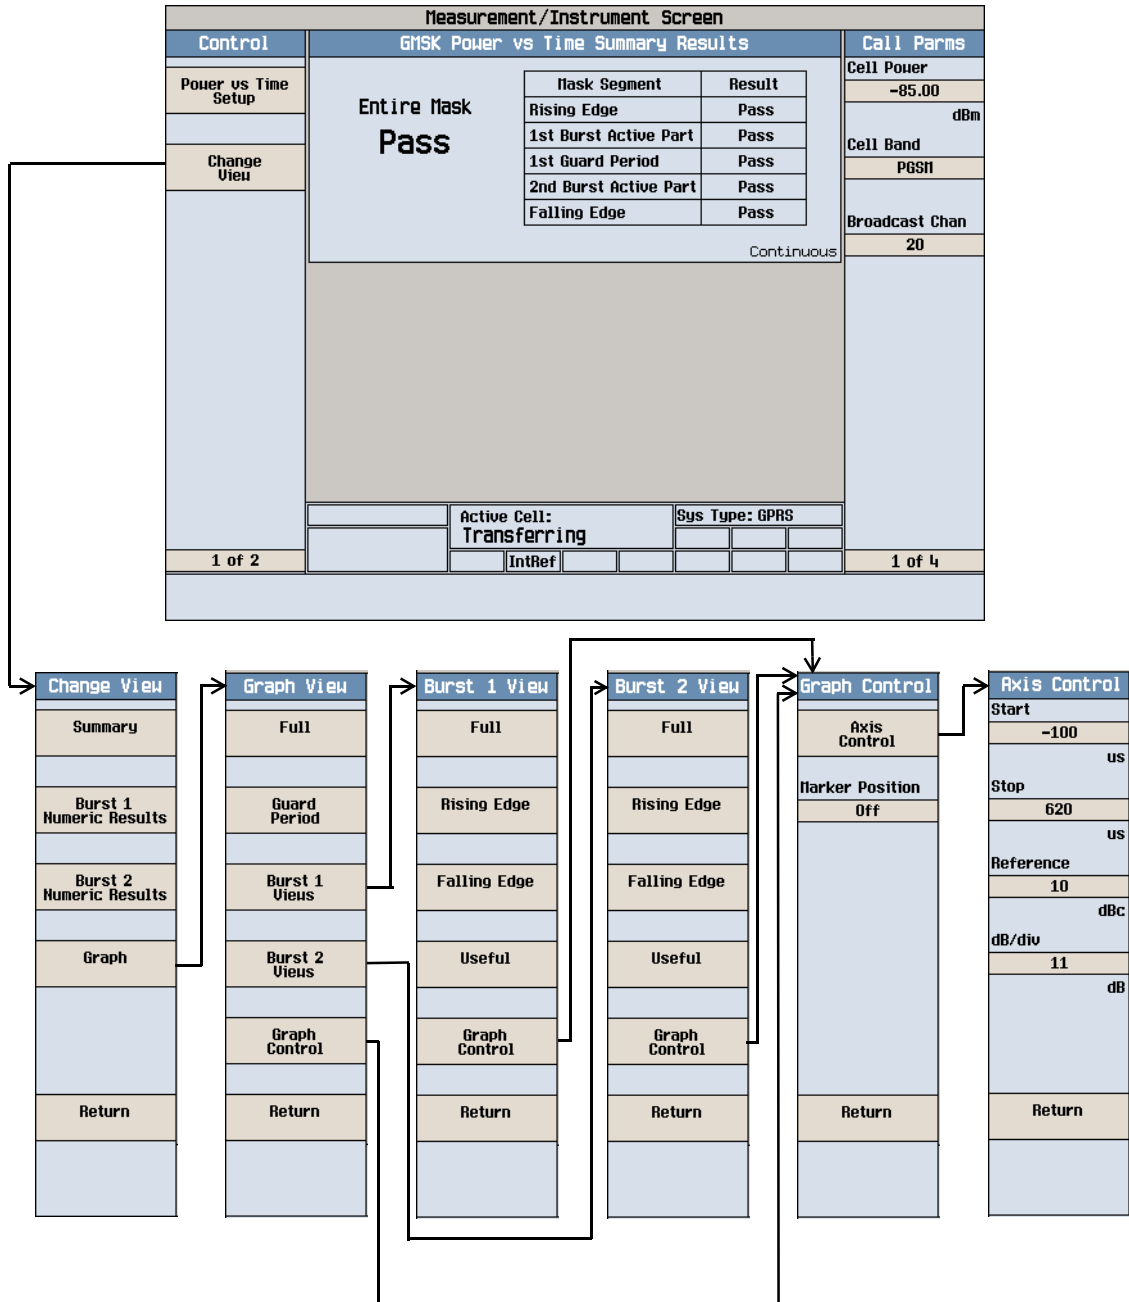 Measurement/Instrument Screen
Control
GMSK Power vs Time Summary Results
Call Parms
Power vs Time
Setup
Change
View
1 of 2
Entire Mask
Pass
Mask Segment Result
Rising Edge Pass
1st Burst Active Part Pass
1st Guard Period Pass
2nd Burst Active Part Pass
Falling Edge Pass
Continuous
Cell Power
-85.00
dBm
Cell Band
PGSM
Broadcast Chan
20
1 of 4
Active Cell:
Transferring
Sys Type: GPRS
IntRef
Change View
Summary
Burst 1
Numeric Results
Burst 2
Numeric Results
Graph
Return
Graph View
Full
Guard
Period
Burst 1
Views
Burst 2
Views
Graph
Control
Return
Burst 1 View
Full
Rising Edge
Falling Edge
Useful
Graph
Control
Return
Burst 2 View
Full
Rising Edge
Falling Edge
Useful
Graph
Control
Return
Graph Control
Axis
Control
Marker Position
Off
Return
Axis Control
Start
-100
us
Stop
620
us
Reference
10
dBc
dB/div
11
dB
Return